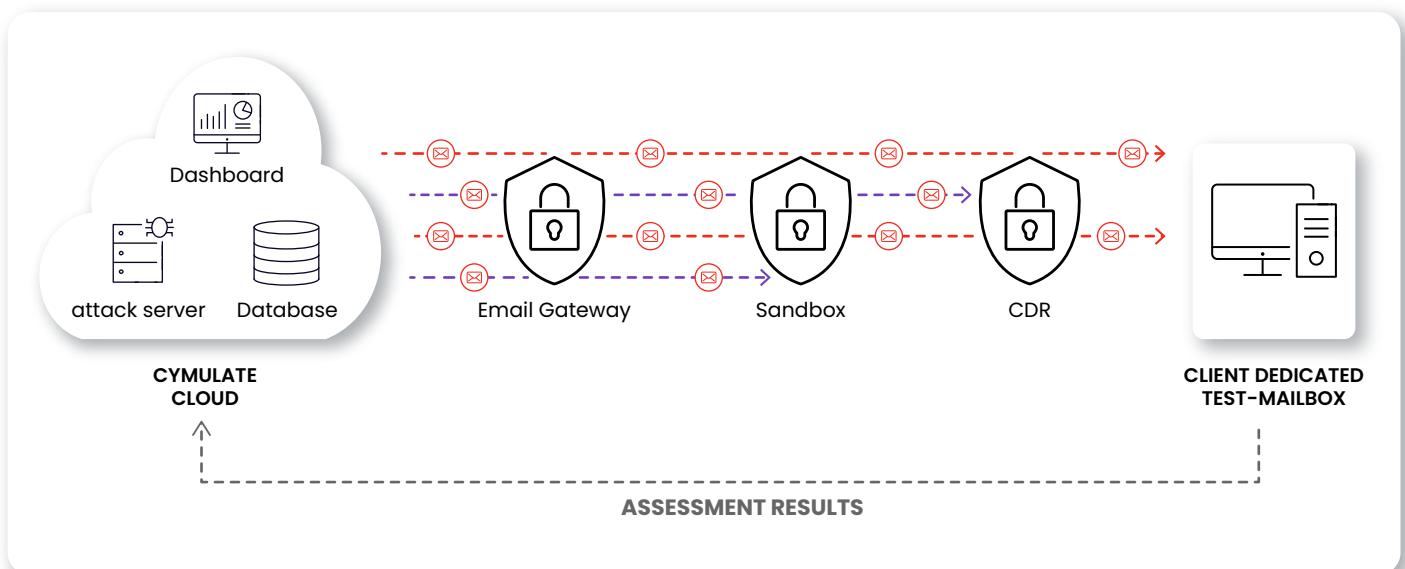 Dashboard
attack server
Database
CYMULATE
CLOUD
Email Gateway
Sandbox
CDR
CLIENT DEDICATED
TEST-MAILBOX
ASSESSMENT RESULTS